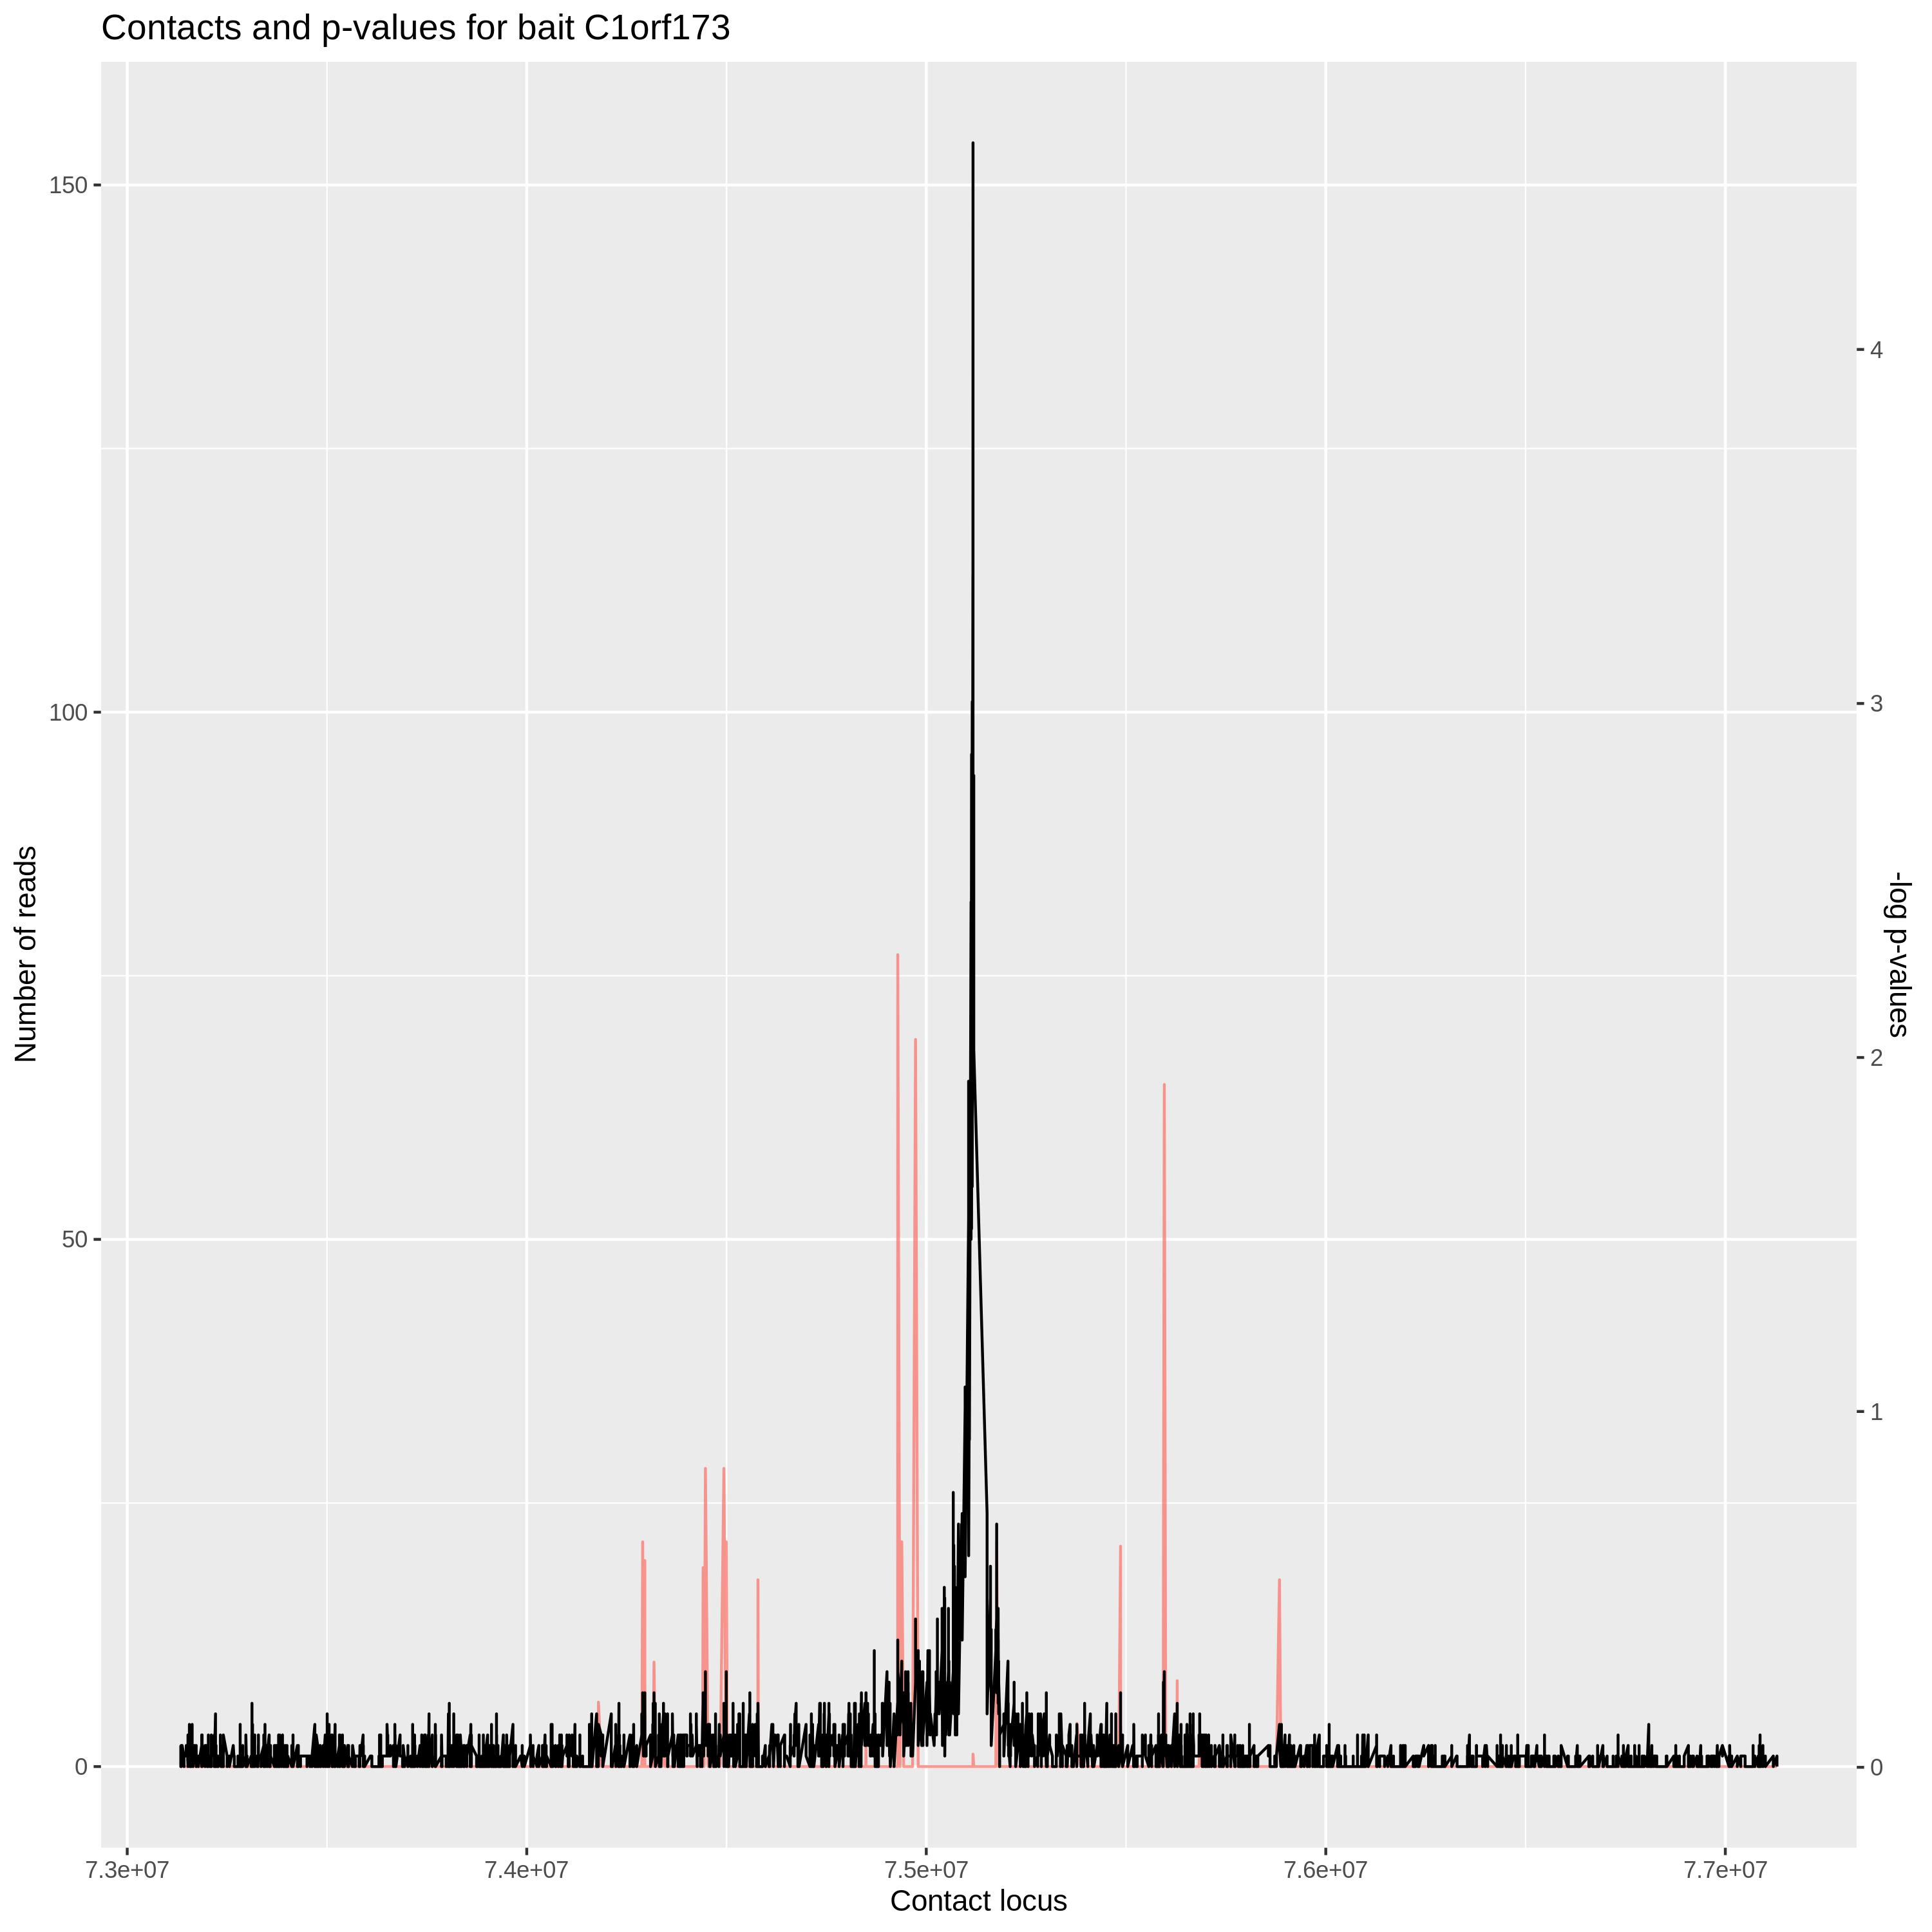 Contacts and p-values for bait C1orf173
150
100
50
0
Number of reads
4
3
2
1
0
-log p-values
7.3e+07 7.4e+07 7.5e+07 7.6e+07 7.7e+07
Contact locus